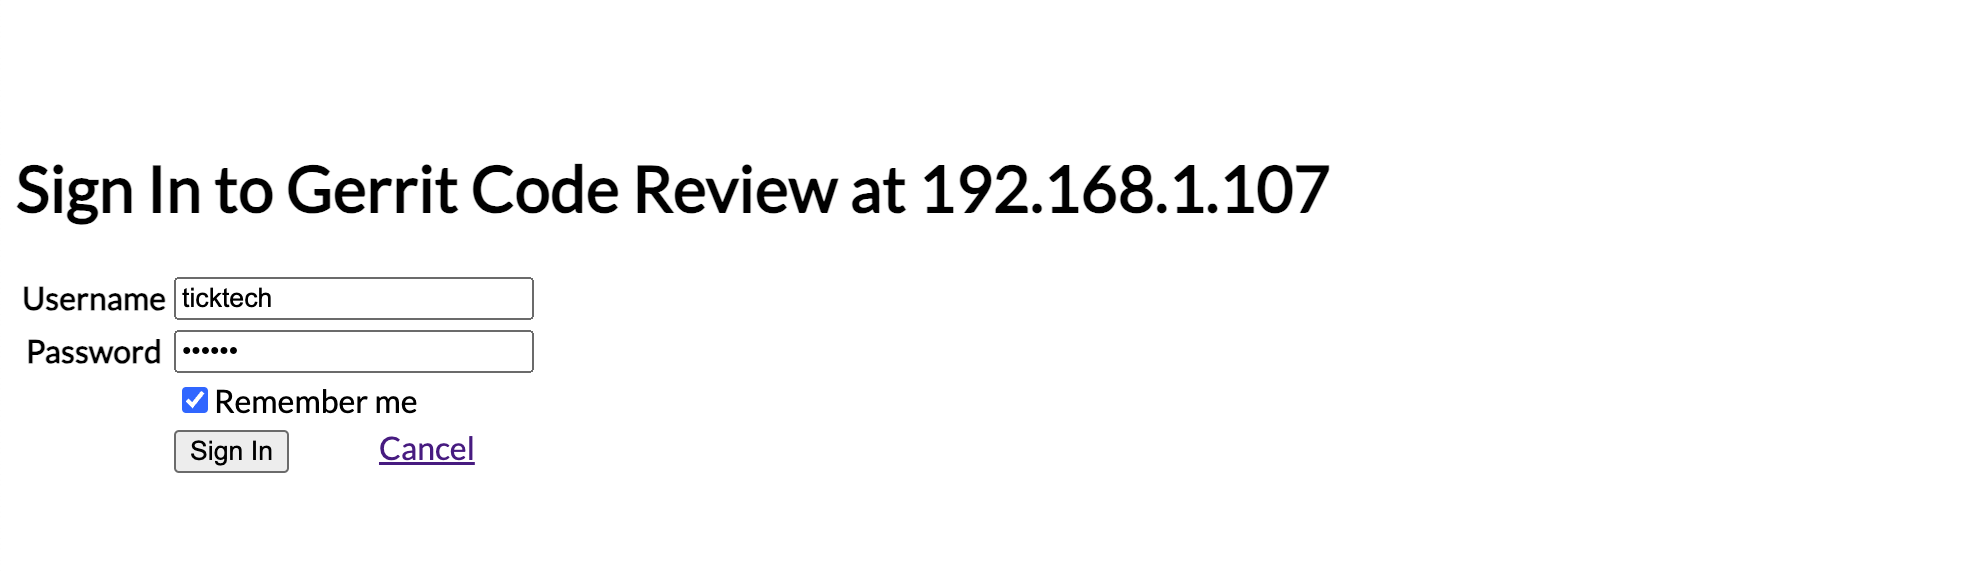 Sign In to Gerrit Code Review at 192.168.1.107
Username ticktech
Password ••••••
Remember me
Sign In Cancel